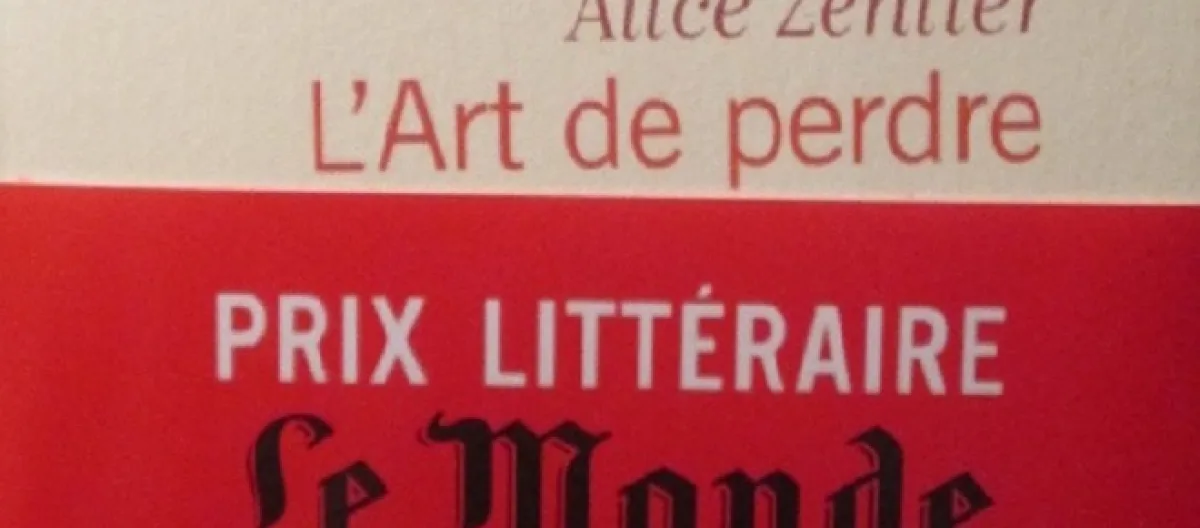 Alice Zeniter
L'Art de perdre
PRIX LITTÉRAIRE
Le Monde